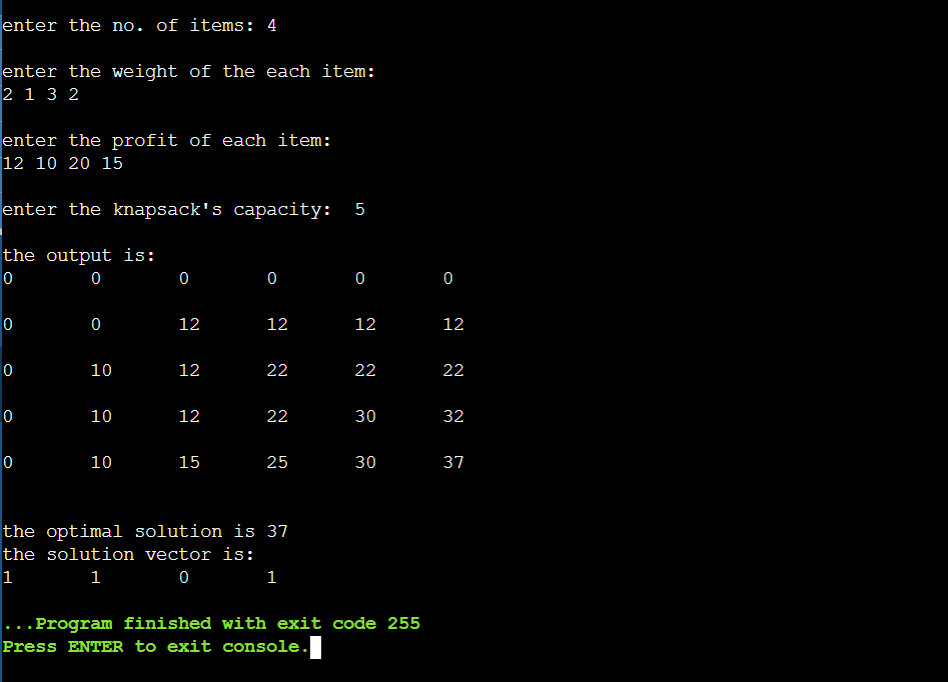 enter the no. of items: 4
enter the weight of the each item:
2 1 3 2
enter the profit of each item:
12 10 20 15
enter the knapsack's capacity:  5
the output is:
0 0 0 0 0 0
0 0 12 12 12 12
0 10 12 22 22 22
0 10 12 22 30 32
0 10 15 25 30 37
the optimal solution is 37
the solution vector is:
1 1 0 1
...Program finished with exit code 255
Press ENTER to exit console.